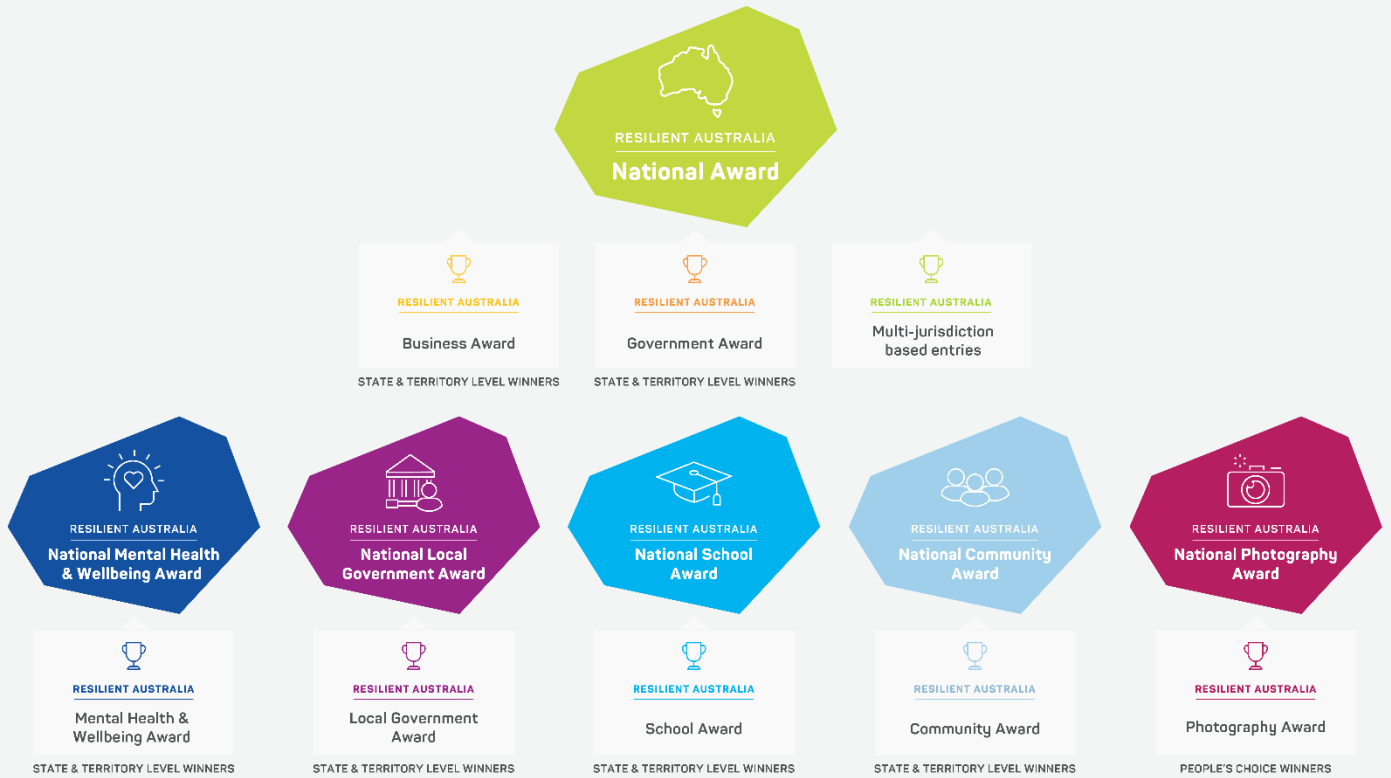 RESILIENT AUSTRALIA
National Award
RESILIENT AUSTRALIA
Business Award
STATE & TERRITORY LEVEL WINNERS
RESILIENT AUSTRALIA
Government Award
STATE & TERRITORY LEVEL WINNERS
RESILIENT AUSTRALIA
Multi-jurisdiction
based entries
RESILIENT AUSTRALIA
National Mental Health
& Wellbeing Award
RESILIENT AUSTRALIA
Mental Health &
Wellbeing Award
STATE & TERRITORY LEVEL WINNERS
RESILIENT AUSTRALIA
National Local
Government Award
RESILIENT AUSTRALIA
Local Government
Award
STATE & TERRITORY LEVEL WINNERS
RESILIENT AUSTRALIA
National School
Award
RESILIENT AUSTRALIA
School Award
STATE & TERRITORY LEVEL WINNERS
RESILIENT AUSTRALIA
National Community
Award
RESILIENT AUSTRALIA
Community Award
STATE & TERRITORY LEVEL WINNERS
RESILIENT AUSTRALIA
National Photography
Award
RESILIENT AUSTRALIA
Photography Award
PEOPLE'S CHOICE WINNERS